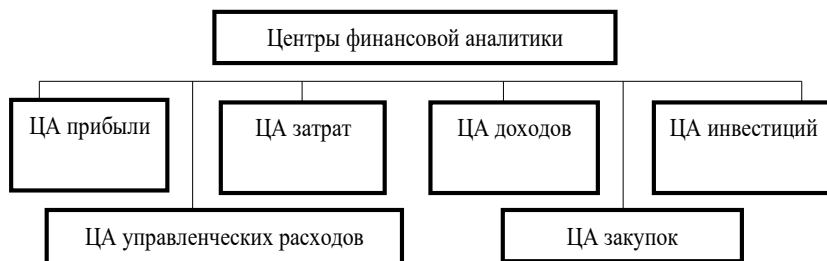 Центры финансовой аналитики
ЦА прибыли
ЦА затрат
ЦА доходов
ЦА инвестиций
ЦА управленческих расходов
ЦА закупок